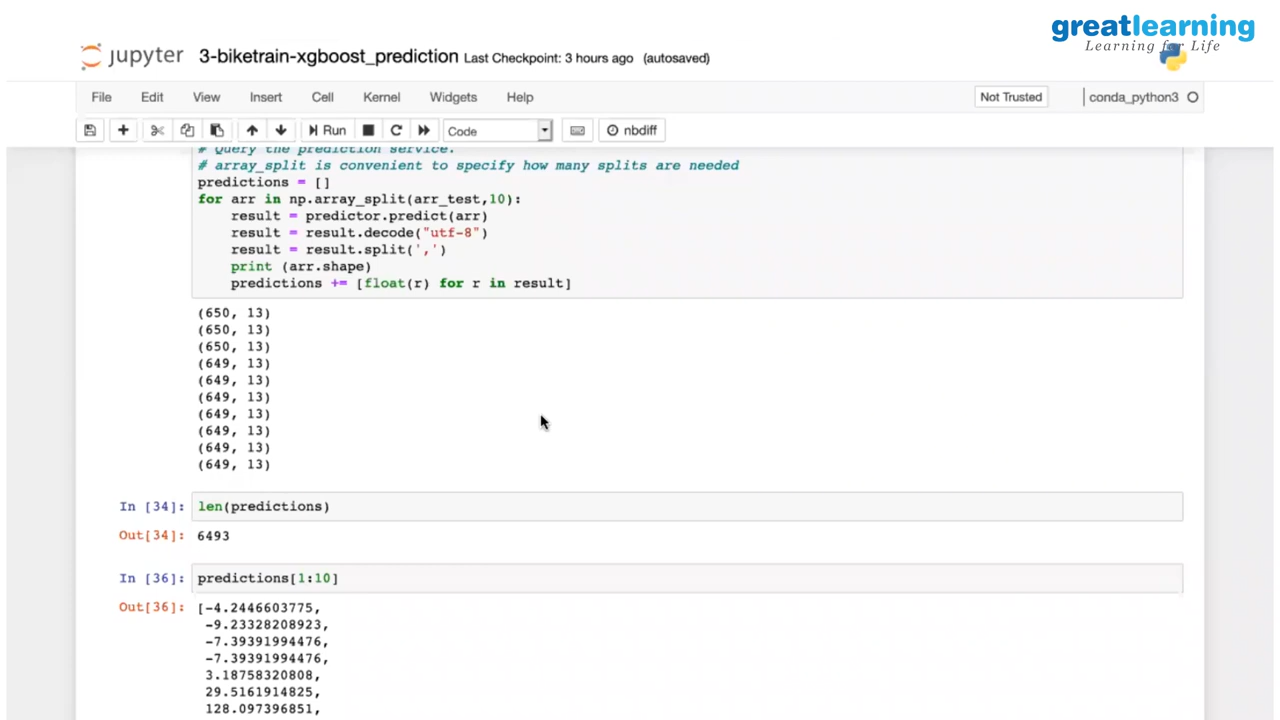 greatlearning
Learning for Life
jupyter 3-biketrain-xgboost_prediction Last Checkpoint: 3 hours ago (autosaved)
File Edit View Insert Cell Kernel Widgets Help Not Trusted conda_python3
Run Code nbdiff
# Query the prediction service.
# array_split is convenient to specify how many splits are needed
predictions = []
for arr in np.array_split(arr_test,10):
    result = predictor.predict(arr)
    result = result.decode("utf-8")
    result = result.split(',')
    print (arr.shape)
    predictions += [float(r) for r in result]
(650, 13)
(650, 13)
(650, 13)
(649, 13)
(649, 13)
(649, 13)
(649, 13)
(649, 13)
(649, 13)
(649, 13)
In [34]: len(predictions)
Out[34]: 6493
In [36]: predictions[1:10]
Out[36]: [-4.2446603775,
-9.23328208923,
-7.39391994476,
-7.39391994476,
3.18758320808,
29.5161914825,
128.097396851,